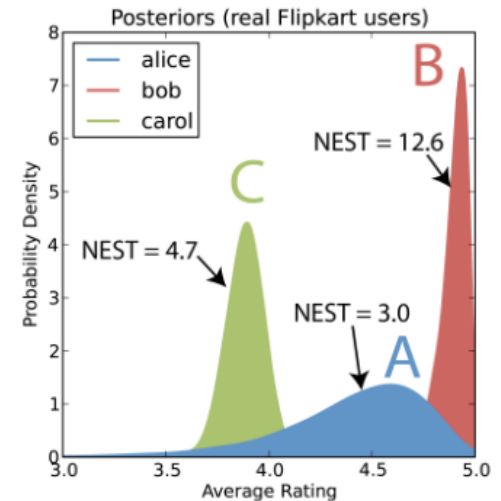 Posteriors (real Flipkart users)
8
7
6
5
4
3
2
1
0
Probability Density
alice
bob
carol
B
NEST = 12.6
C
NEST = 4.7
NEST = 3.0
A
3.0 3.5 4.0 4.5 5.0
Average Rating